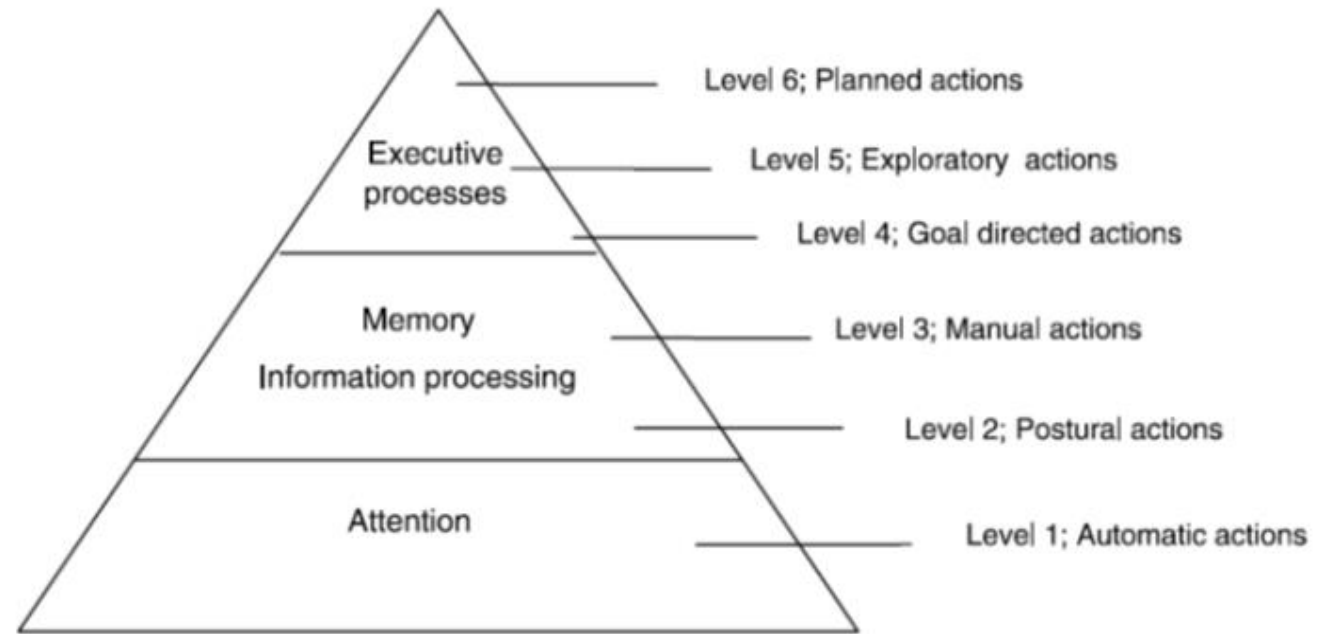 Level 6; Planned actions
Executive
processes
Level 5; Exploratory actions
Level 4; Goal directed actions
Memory
Information processing
Level 3; Manual actions
Level 2; Postural actions
Attention
Level 1; Automatic actions